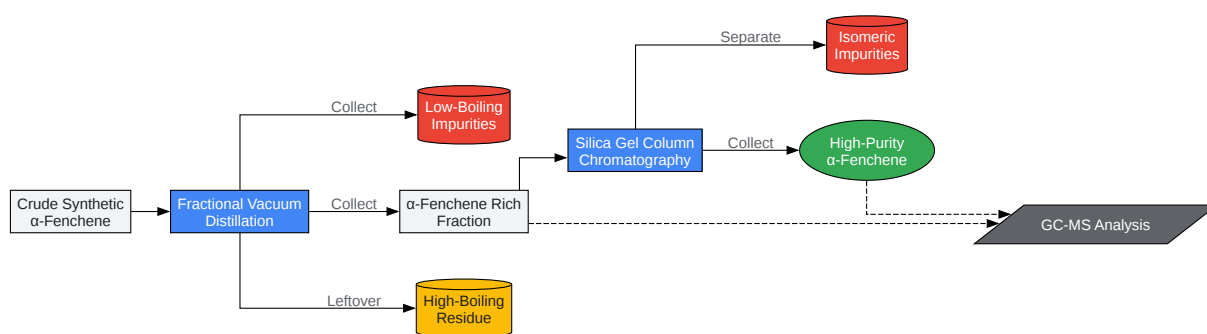 Crude Synthetic
α-Fenchene
Fractional Vacuum
Distillation
Collect
Low-Boiling
Impurities
Collect
α-Fenchene Rich
Fraction
Leftover
High-Boiling
Residue
Silica Gel Column
Chromatography
Separate
Isomeric
Impurities
Collect
High-Purity
α-Fenchene
GC-MS Analysis